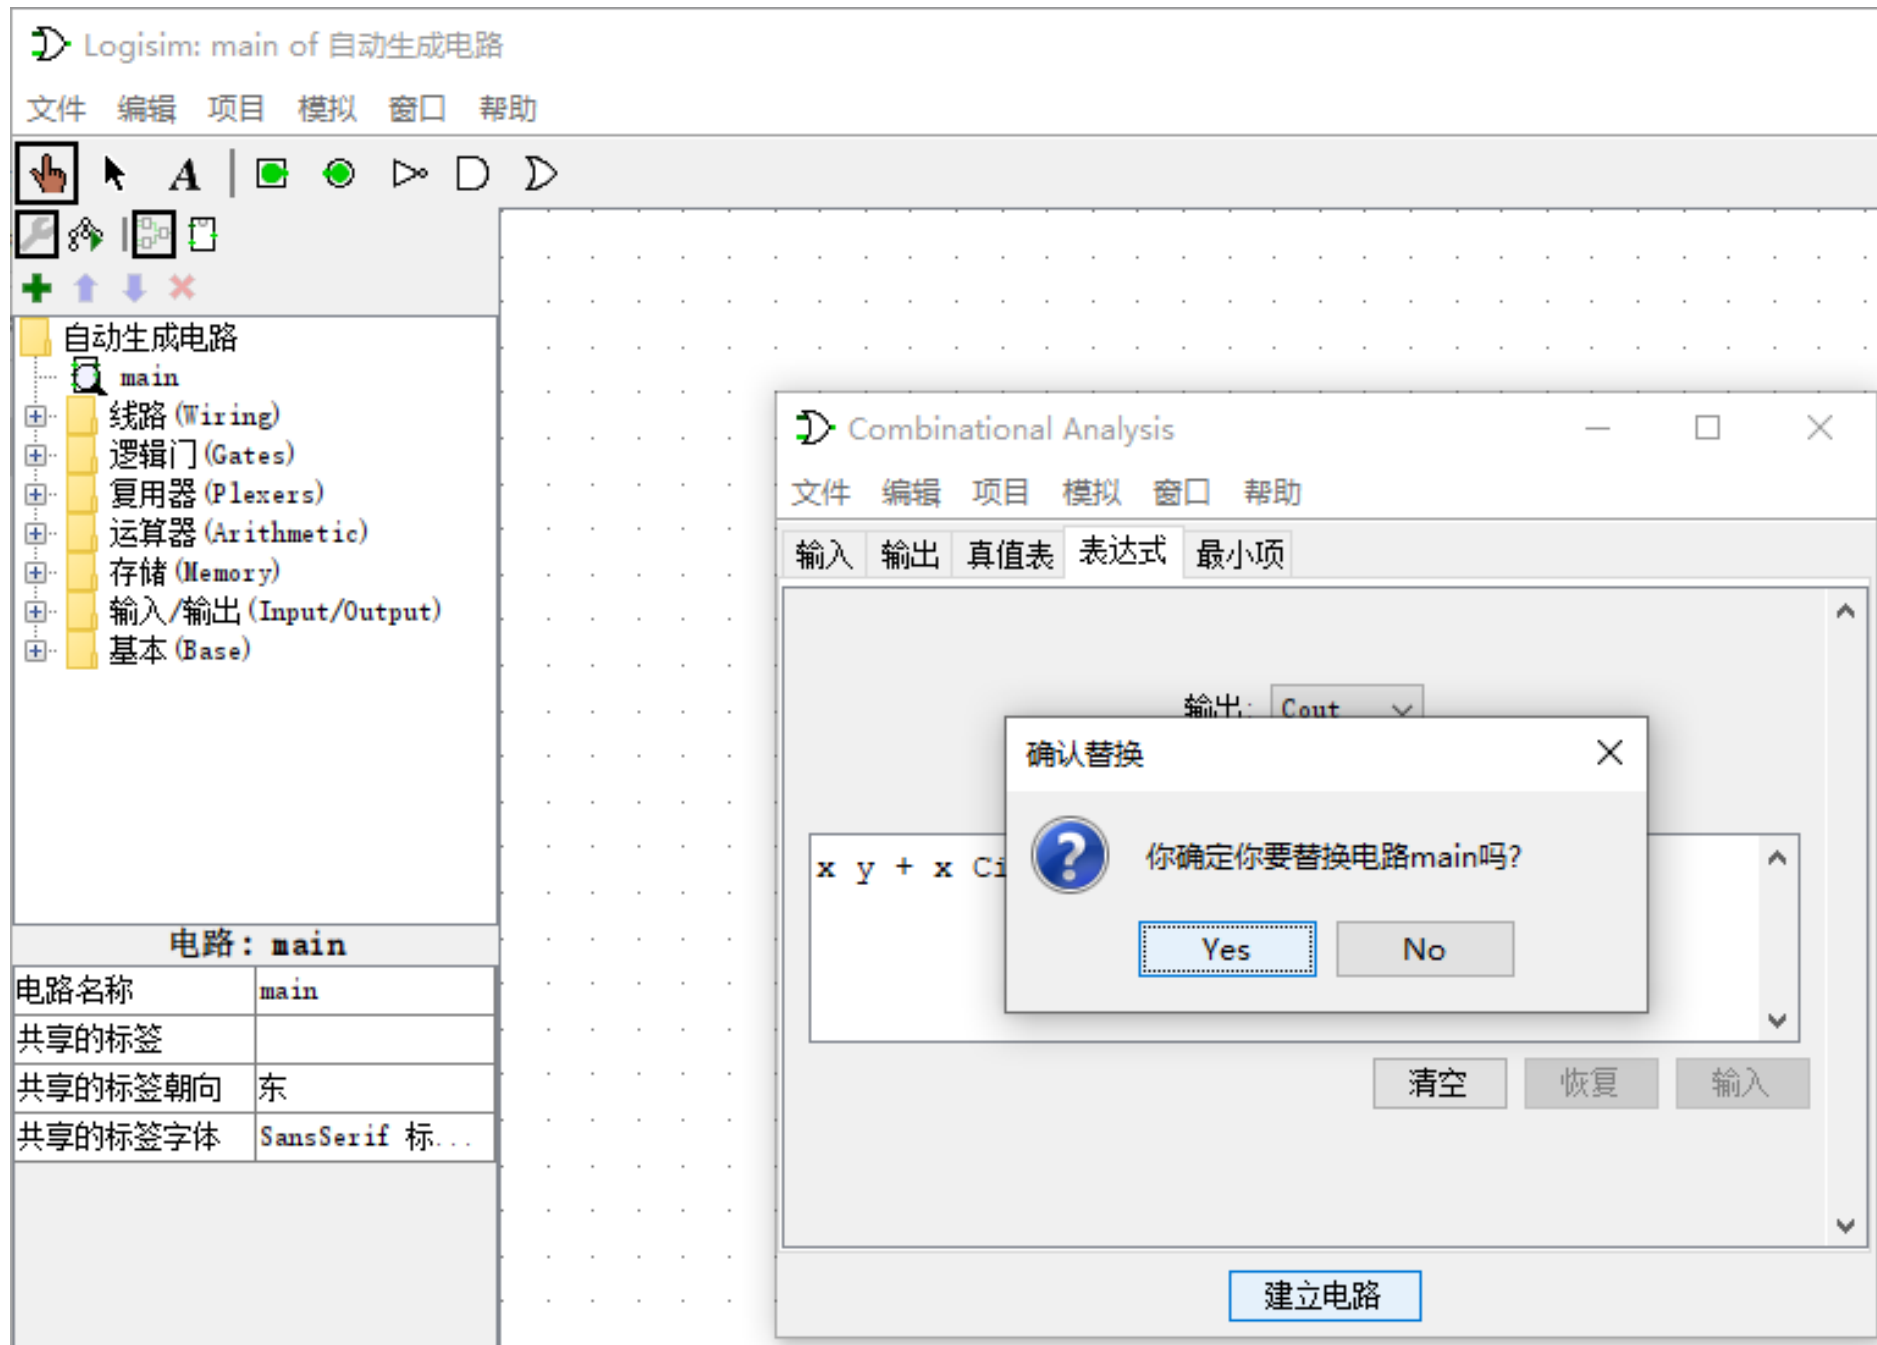 Logisim: main of 自动生成电路
文件 编辑 项目 模拟 窗口 帮助
A
自动生成电路
main
线路(Wiring)
逻辑门(Gates)
复用器(Plexers)
运算器(Arithmetic)
存储(Memory)
输入/输出(Input/Output)
基本(Base)
电路: main
电路名称 main
共享的标签
共享的标签朝向 东
共享的标签字体 SansSerif 标...
Combinational Analysis
文件 编辑 项目 模拟 窗口 帮助
输入 输出 真值表 表达式 最小项
输出: Cout
x y + x Ci
确认替换
你确定你要替换电路main吗?
Yes No
清空 恢复 输入
建立电路